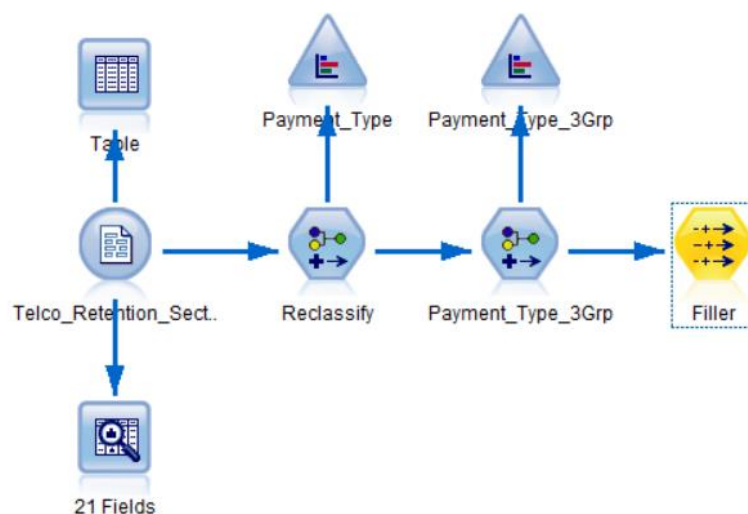 Table
Payment_Type
Payment_Type_3Grp
Telco_Retention_Sect..
Reclassify
Payment_Type_3Grp
Filler
21 Fields